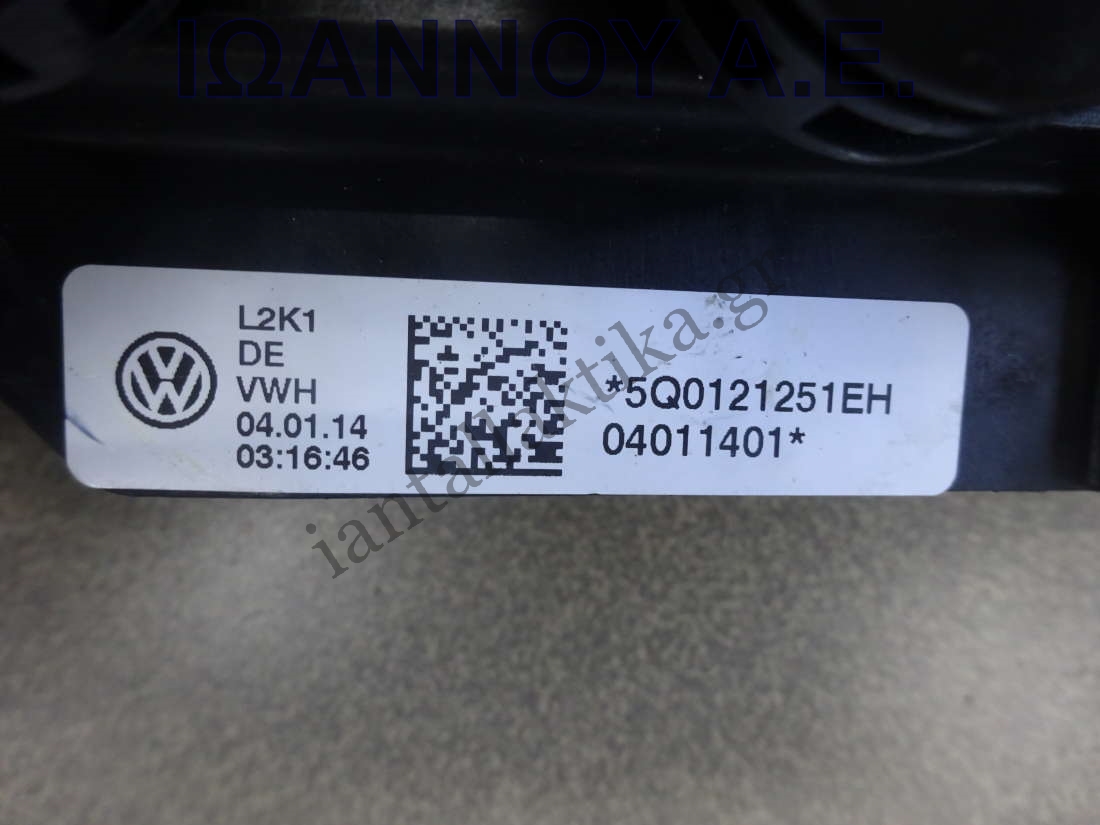 ΙΩΑΝΝΟΥ Α.Ε.
L2K1
DE
VWH
04.01.14
03:16:46
*5Q0121251EH
04011401*
iantallaktika.gr